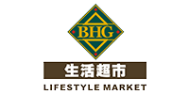 BHG
生活超市
LIFESTYLE MARKET